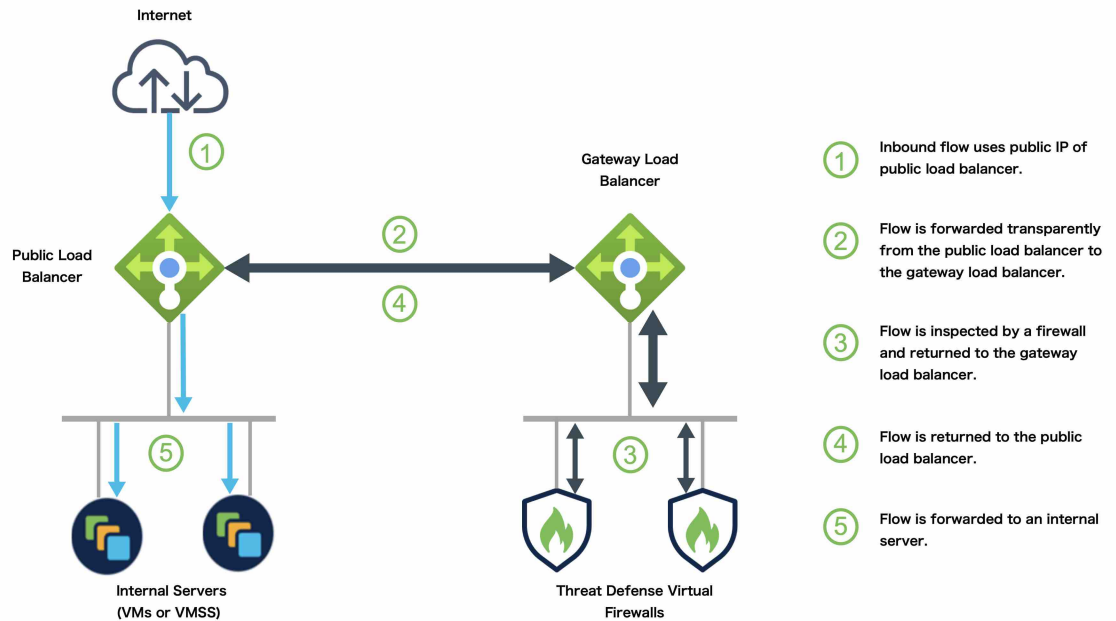 Internet
1
Gateway Load
Balancer
Public Load
Balancer
2
4
5
3
Internal Servers
(VMs or VMSS)
Threat Defense Virtual
Firewalls
1
Inbound flow uses public IP of
public load balancer.
2
Flow is forwarded transparently
from the public load balancer to
the gateway load balancer.
3
Flow is inspected by a firewall
and returned to the gateway
load balancer.
4
Flow is returned to the public
load balancer.
5
Flow is forwarded to an internal
server.